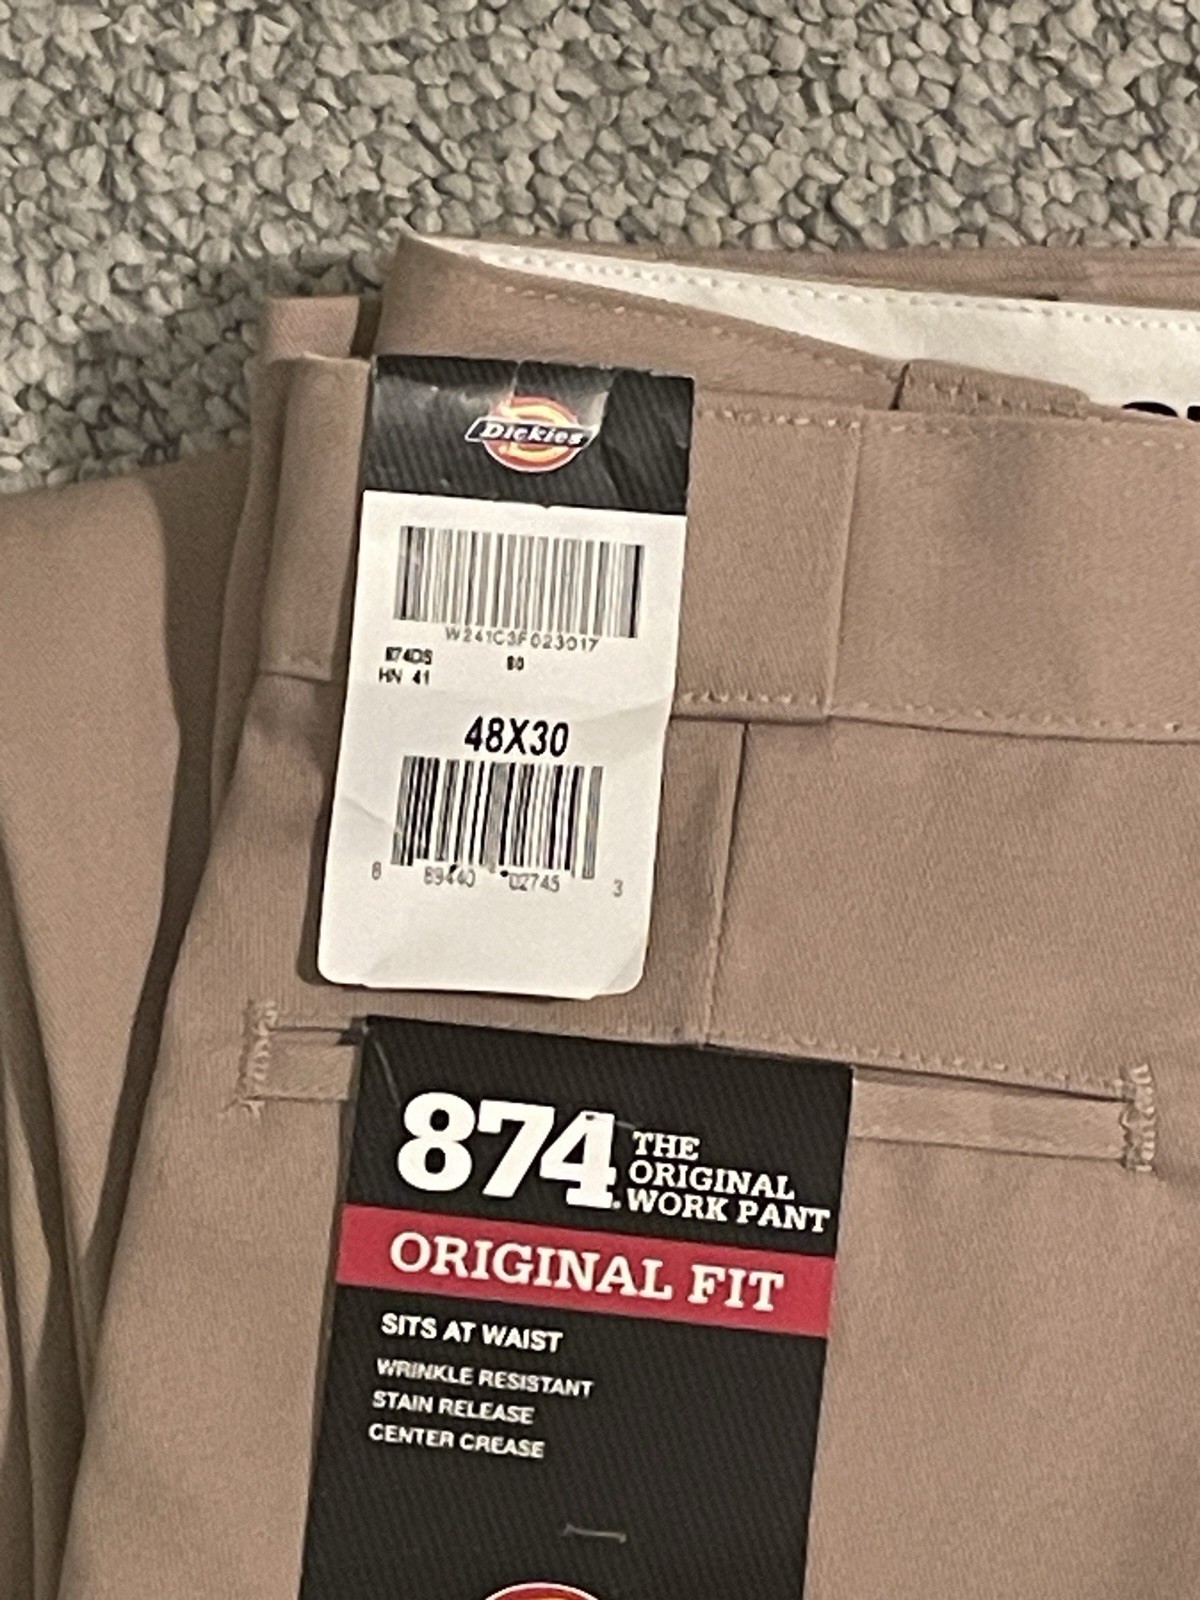 Dickies
W241C3F023017
874DS 80
HN 41
48X30
8 89440 02745 3
874® THE
ORIGINAL
WORK PANT
ORIGINAL FIT
SITS AT WAIST
WRINKLE RESISTANT
STAIN RELEASE
CENTER CREASE